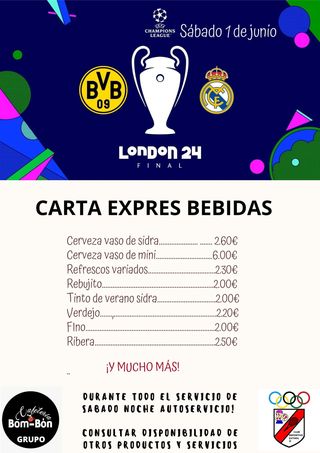 CHAMPIONS
LEAGUE
Sábado 1 de junio
BVB
09
LONDON 24
FINAL
CARTA EXPRES BEBIDAS
Cerveza vaso de sidra..................... ....... 2.60€
Cerveza vaso de mini..............................6.00€
Refrescos variados.................................2.30€
Rebujito.................................................2.00€
Tinto de verano sidra............................2.00€
Verdejo..................................................2.20€
FIno.......................................................2.00€
Ribera....................................................2.50€
¡Y MUCHO MÁS!
DURANTE TODO EL SERVICIO DE
SABADO NOCHE AUTOSERVICIO!
CONSULTAR DISPONIBILIDAD DE
OTROS PRODUCTOS Y SERVICIOS
Cafetería
Bom-Bon
GRUPO